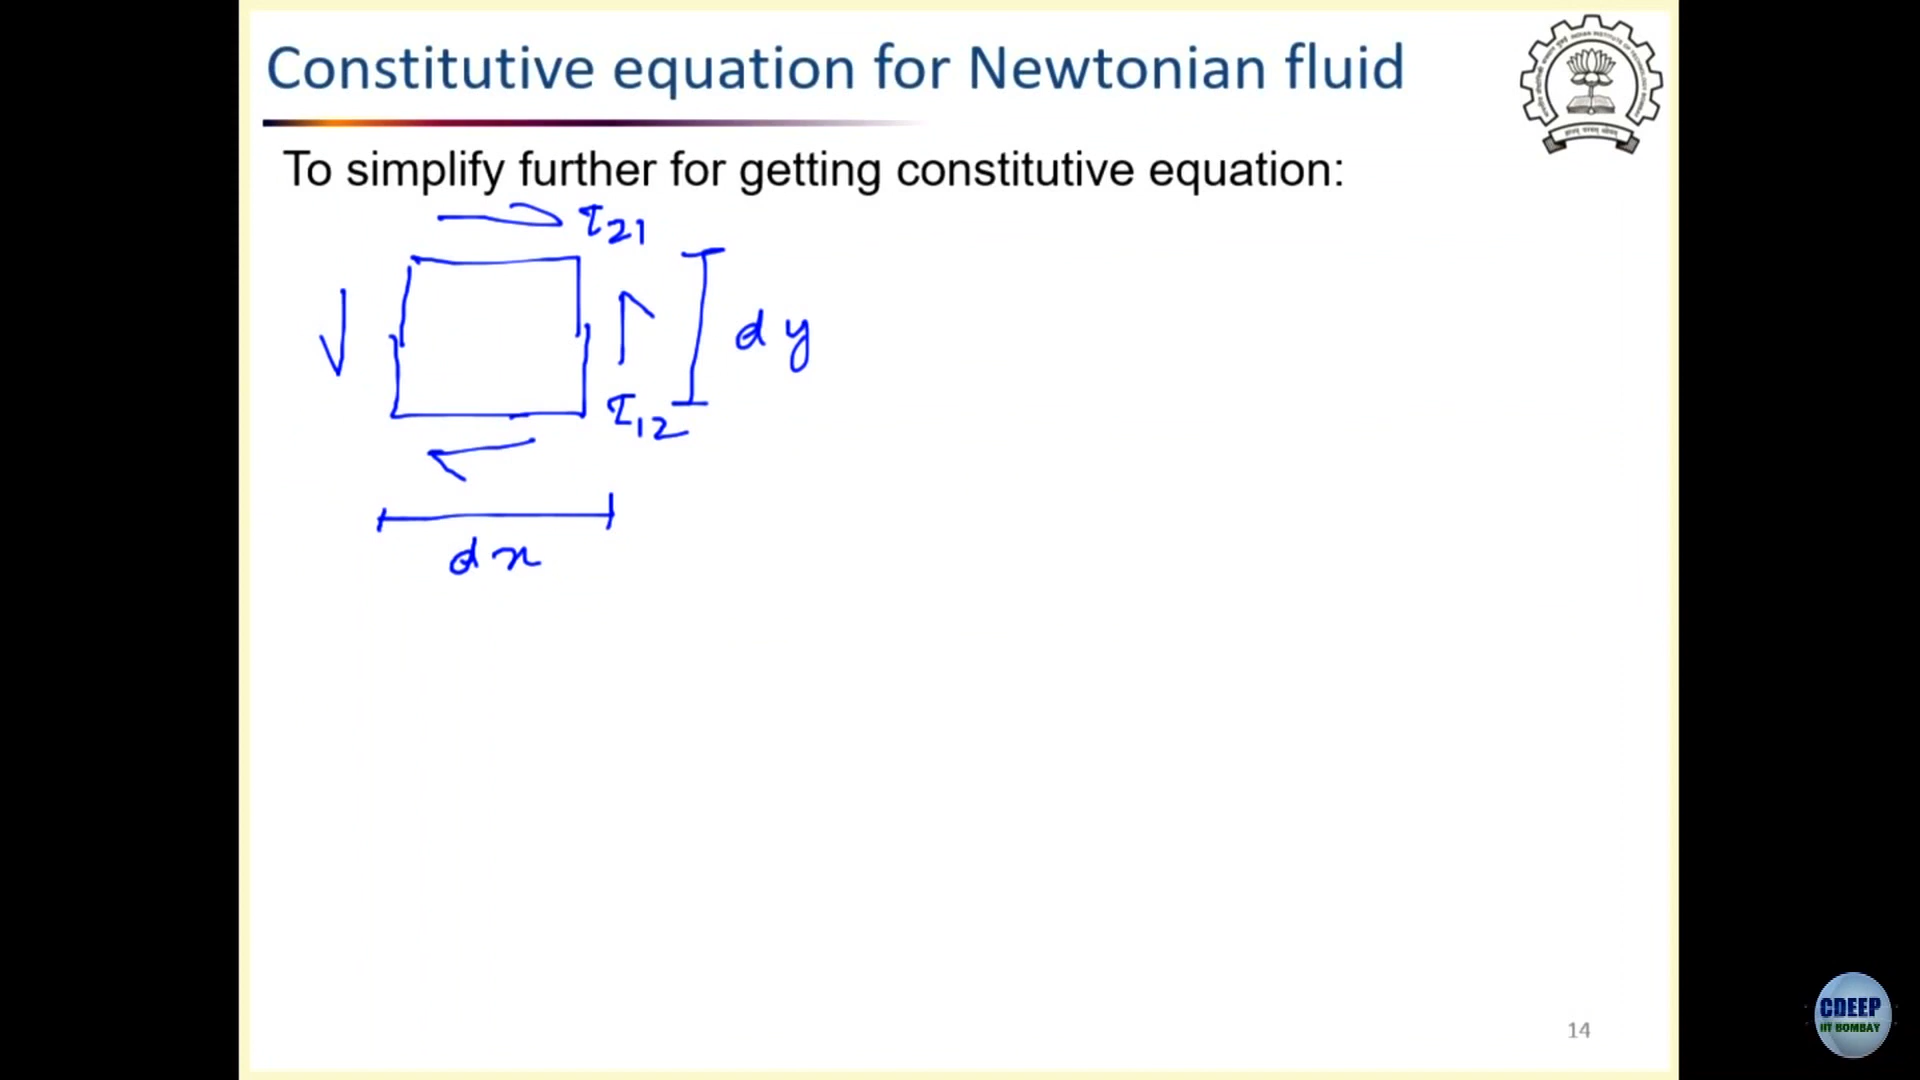 Constitutive equation for Newtonian fluid
To simplify further for getting constitutive equation:
τ21
dy
τ12
dx
14
CDEEP
IIT BOMBAY